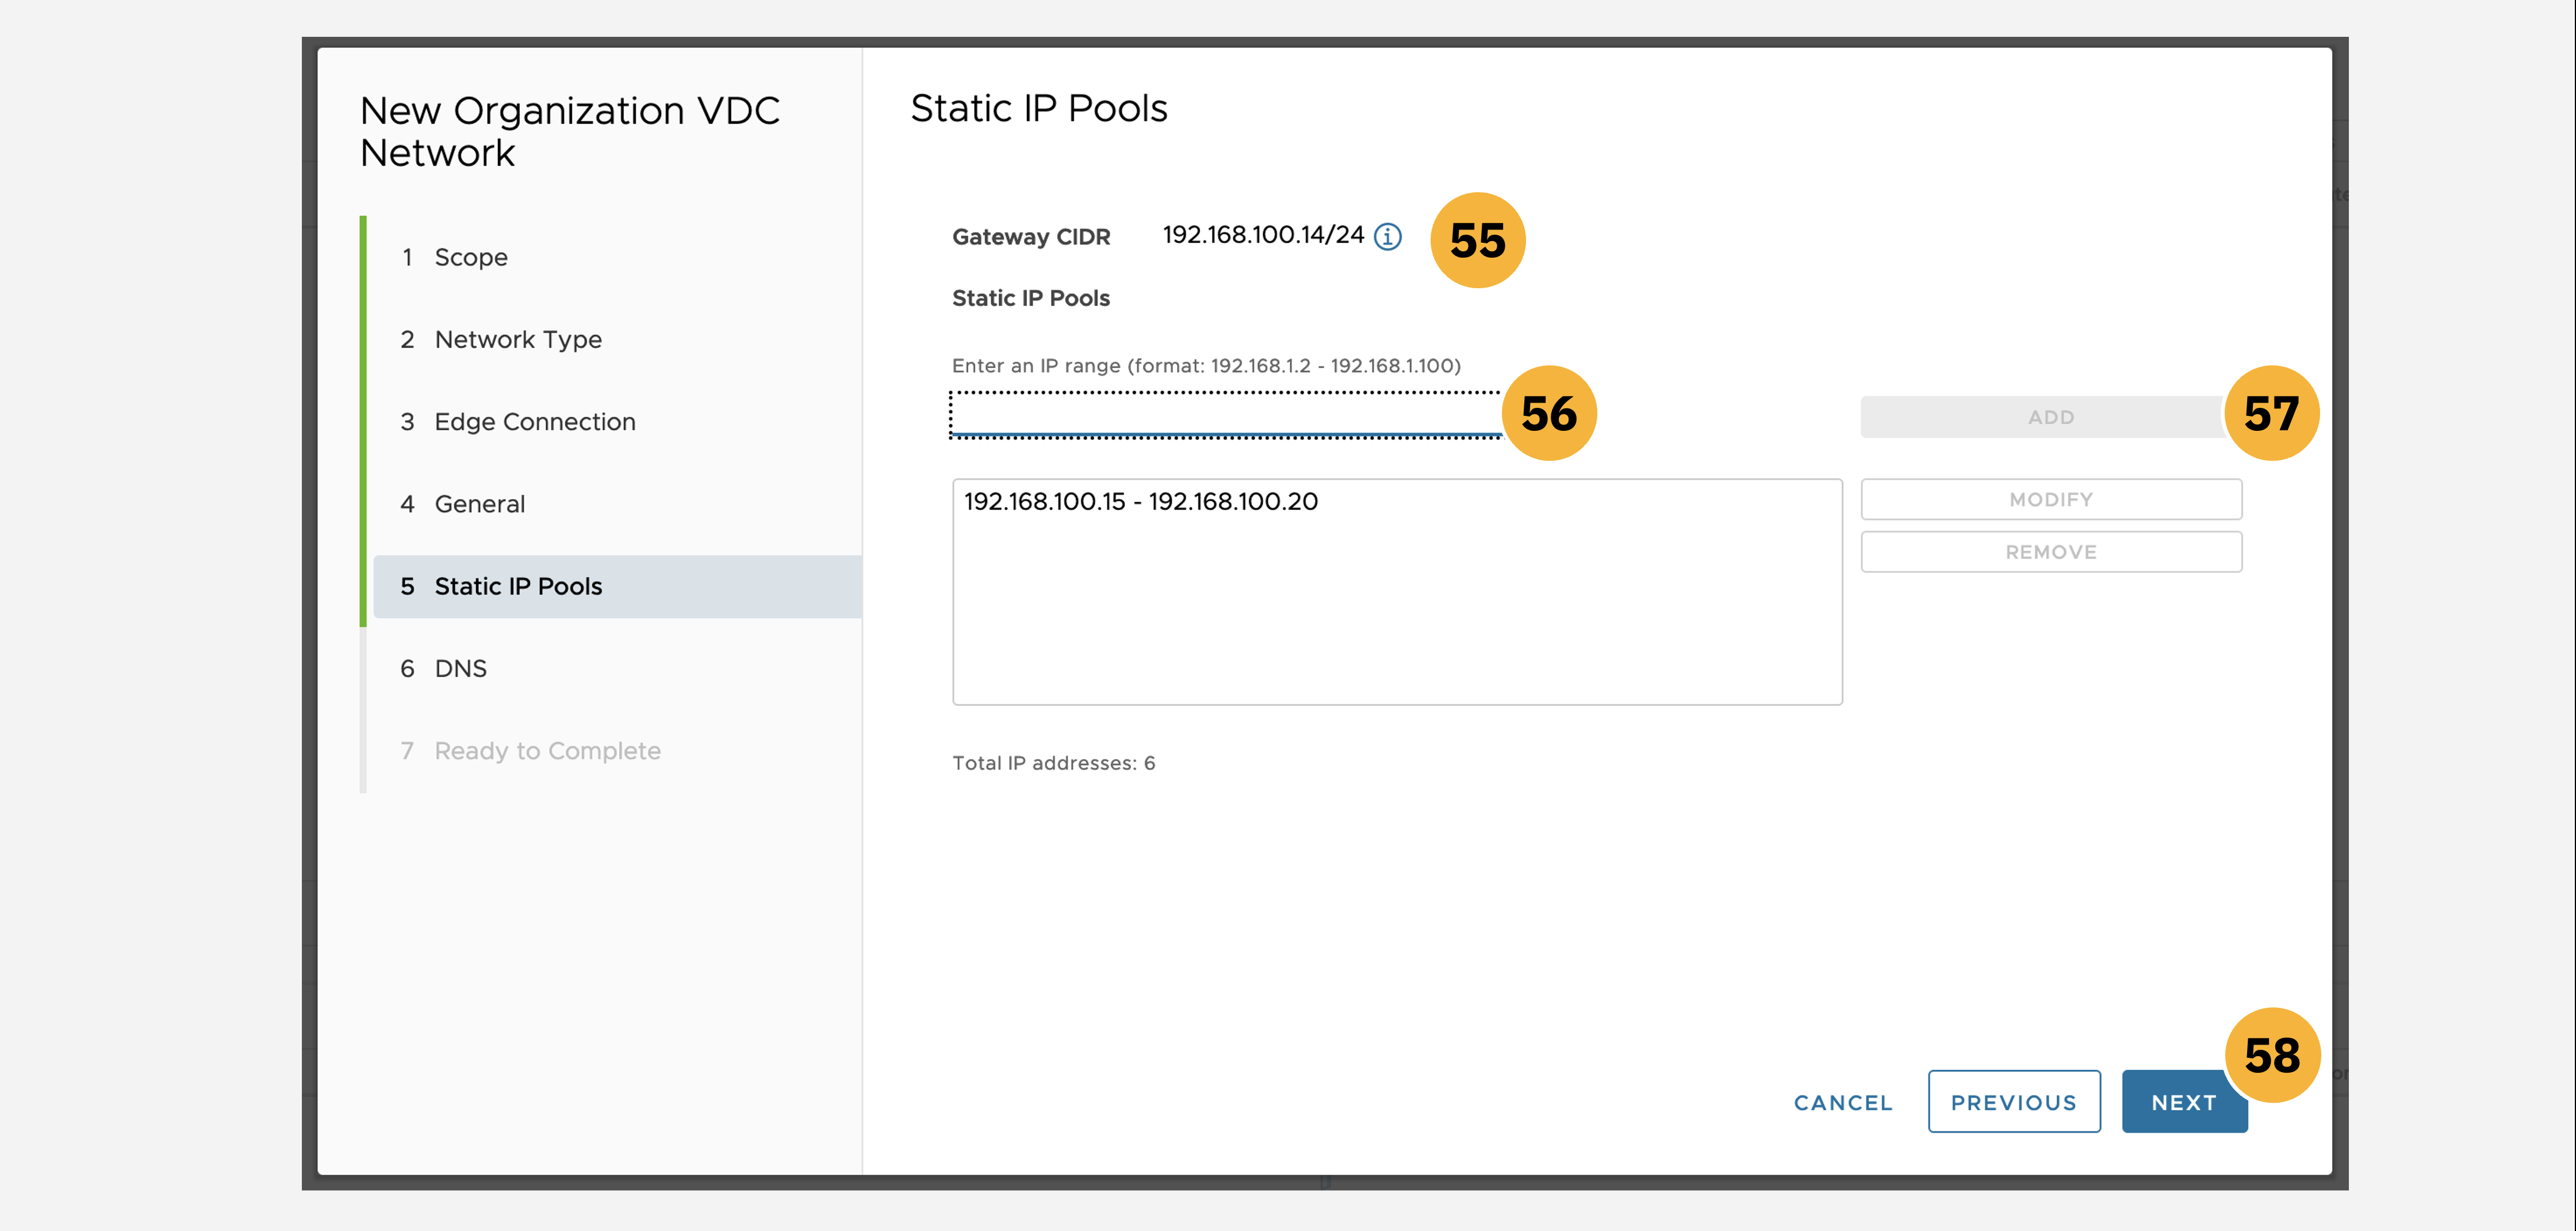 New Organization VDC
Network
1 Scope
2 Network Type
3 Edge Connection
4 General
5 Static IP Pools
6 DNS
7 Ready to Complete
Static IP Pools
Gateway CIDR 192.168.100.14/24 55
Static IP Pools
Enter an IP range (format: 192.168.1.2 - 192.168.1.100)
56
ADD 57
192.168.100.15 - 192.168.100.20
MODIFY
REMOVE
Total IP addresses: 6
58
CANCEL PREVIOUS NEXT